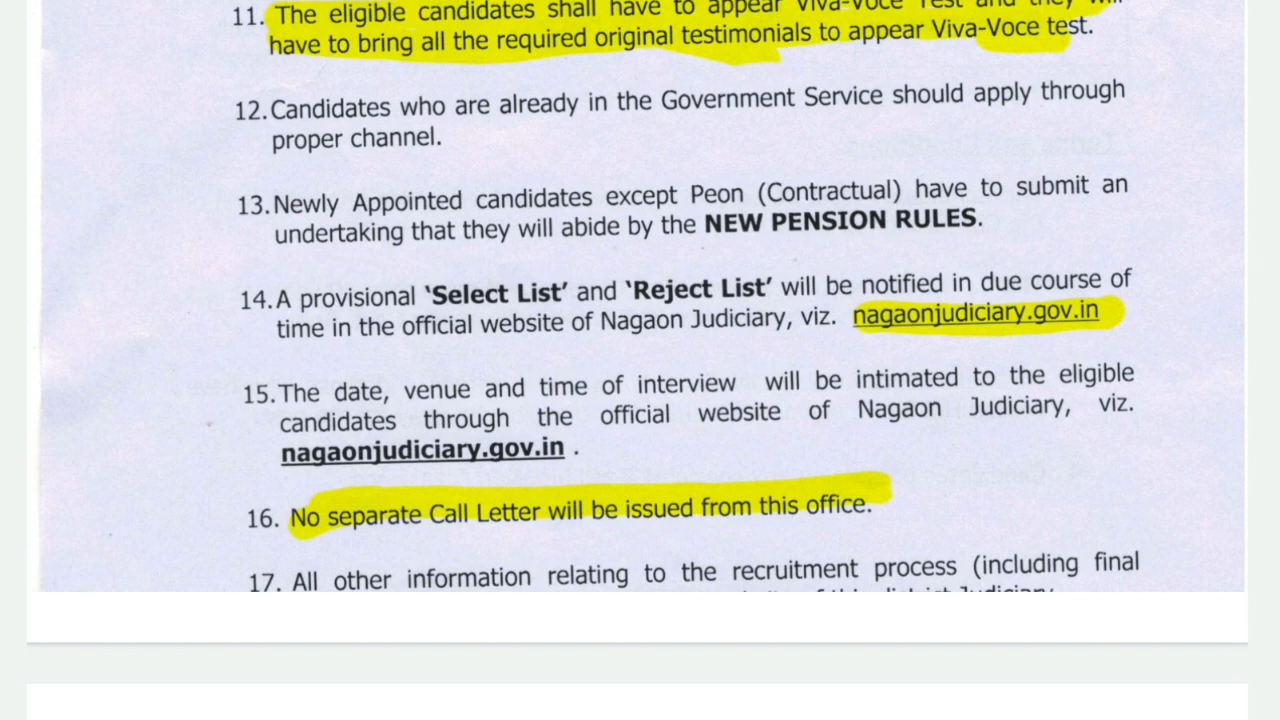 11. The eligible candidates shall have to appear Viva-Voce Test and they will
have to bring all the required original testimonials to appear Viva-Voce test.
12. Candidates who are already in the Government Service should apply through
proper channel.
13. Newly Appointed candidates except Peon (Contractual) have to submit an
undertaking that they will abide by the NEW PENSION RULES.
14. A provisional ‘Select List’ and ‘Reject List’ will be notified in due course of
time in the official website of Nagaon Judiciary, viz. nagaonjudiciary.gov.in
15. The date, venue and time of interview will be intimated to the eligible
candidates through the official website of Nagaon Judiciary, viz.
nagaonjudiciary.gov.in .
16. No separate Call Letter will be issued from this office.
17. All other information relating to the recruitment process (including final